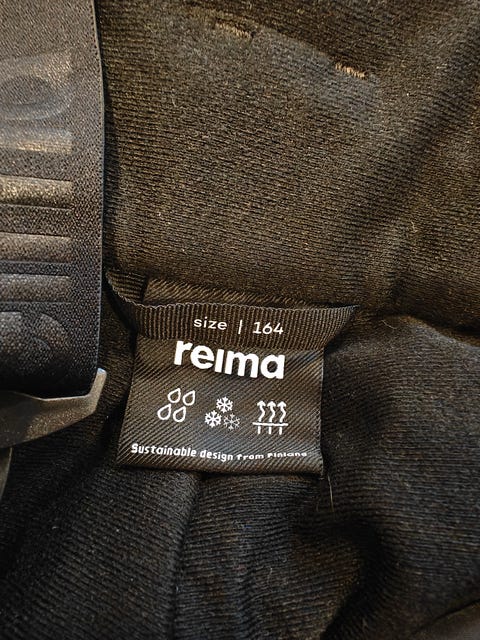 size | 164
reima
Sustainable design from Finland